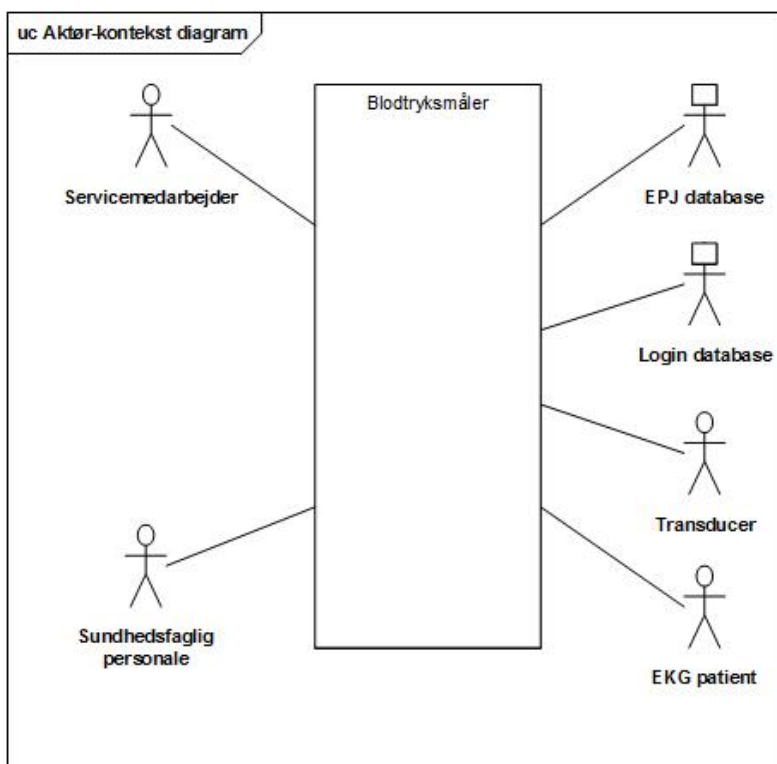 uc Aktør-kontekst diagram
Blodtryksmåler
Servicemedarbejder
EPJ database
Login database
Transducer
Sundhedsfaglig
personale
EKG patient